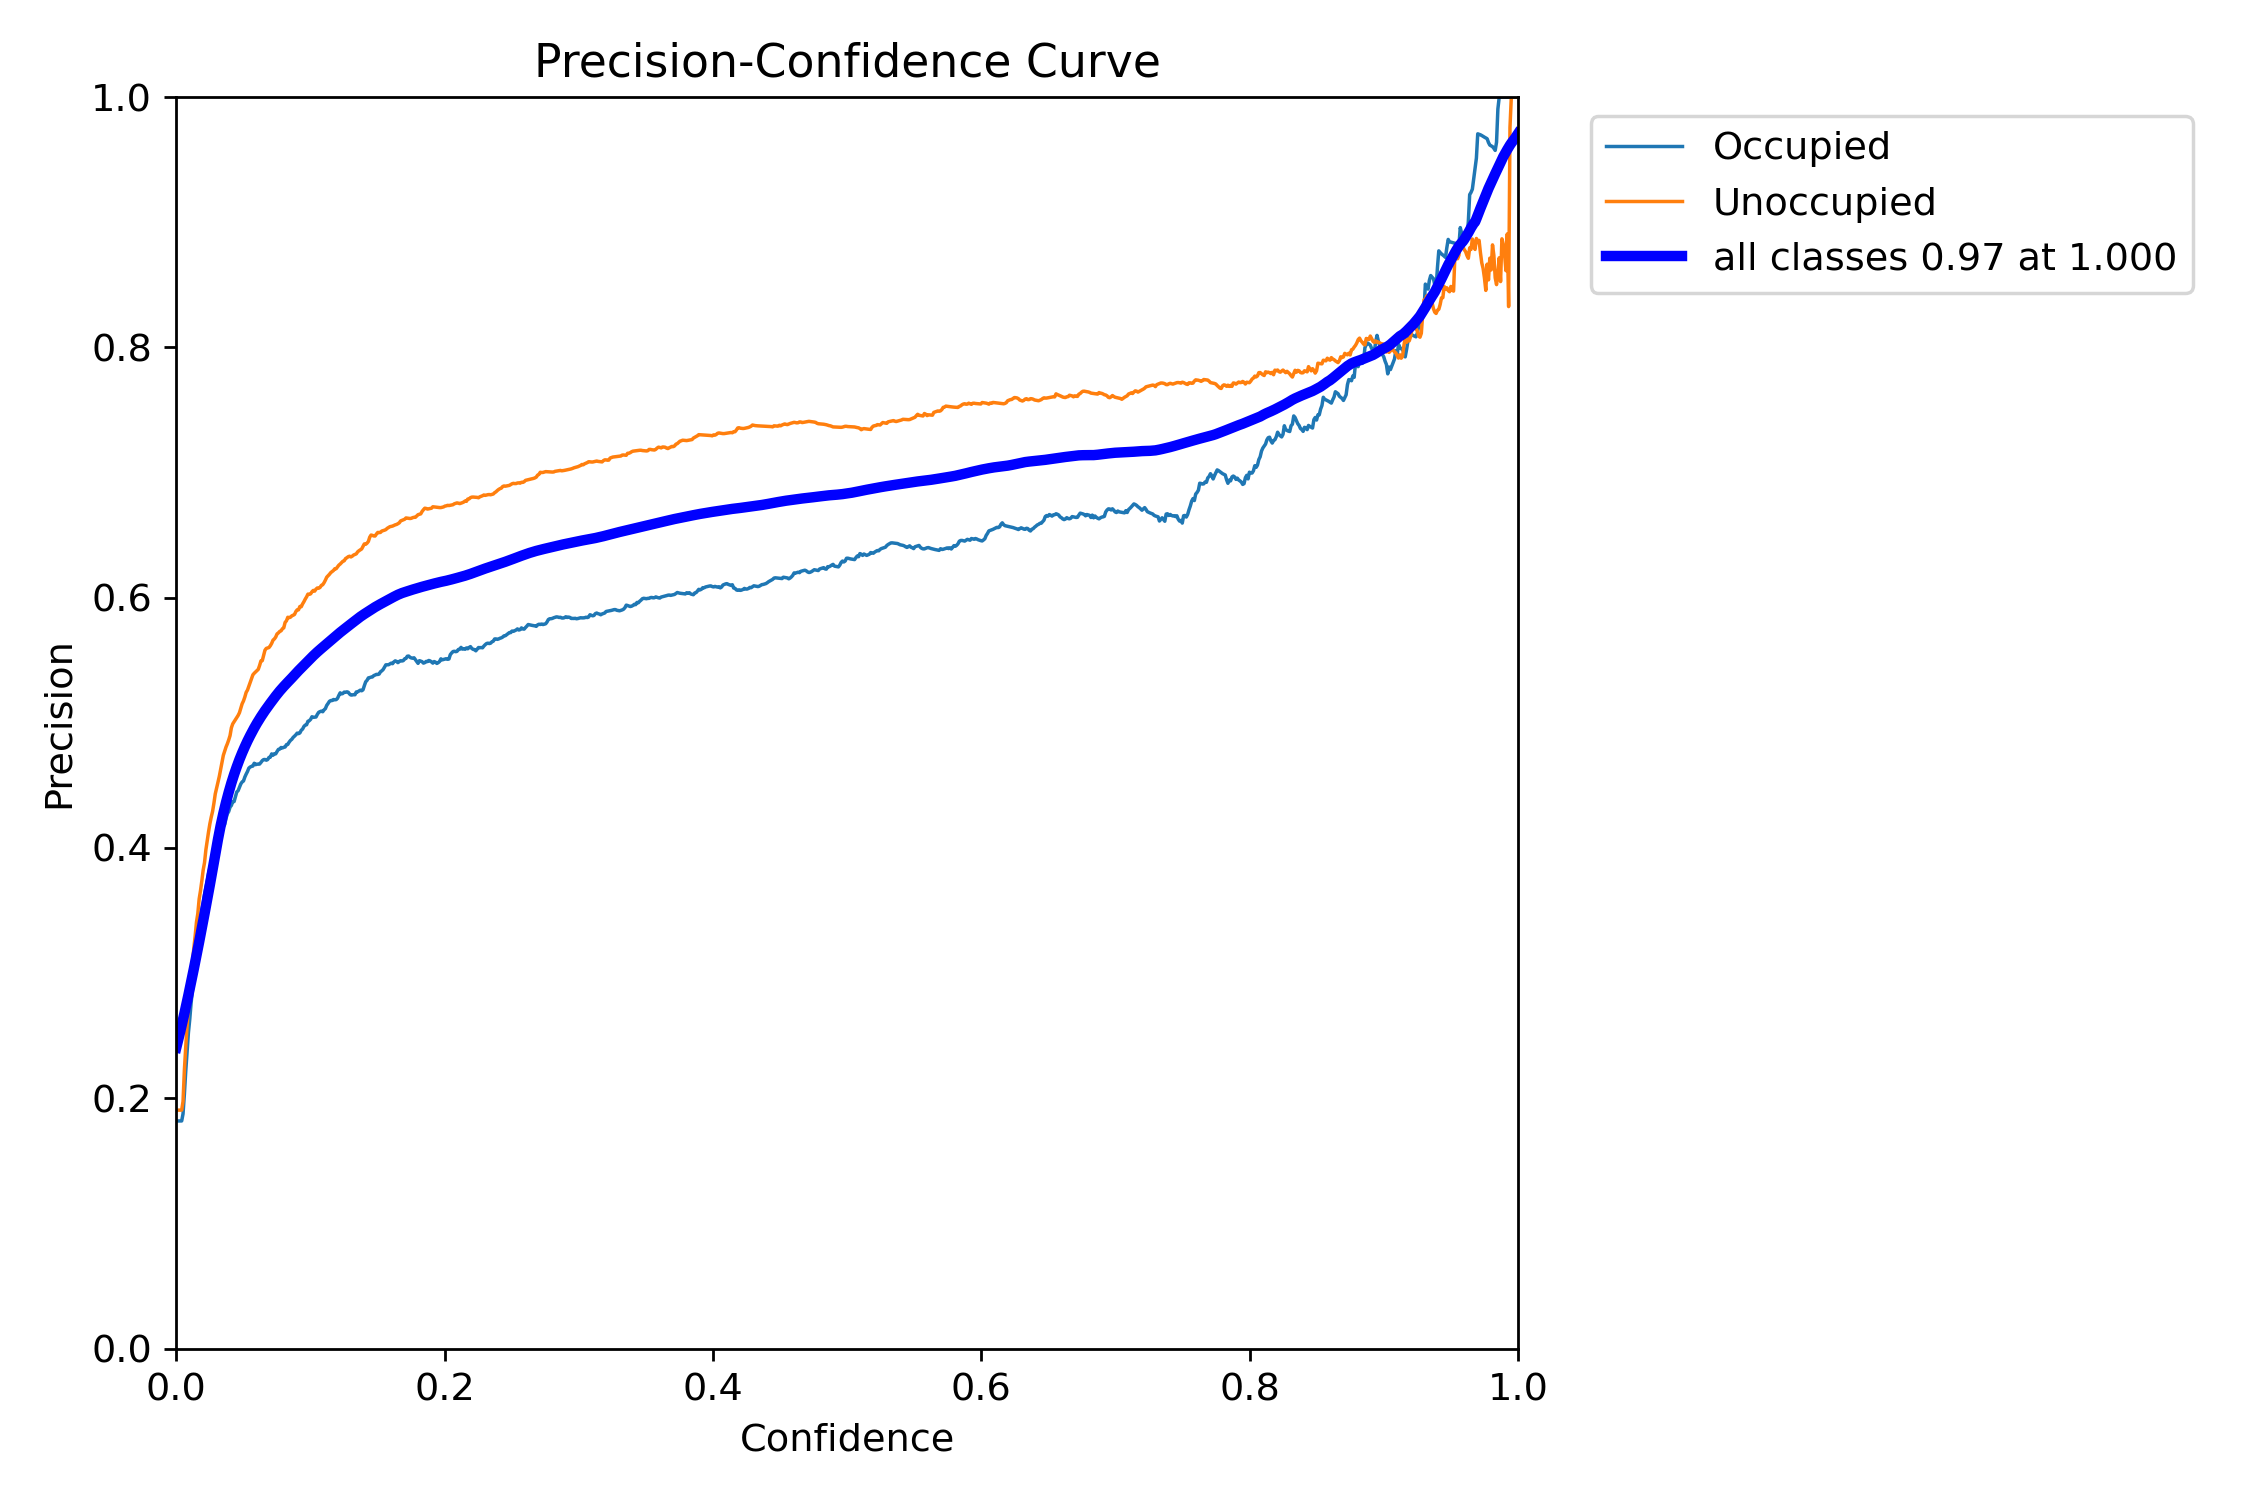 Precision-Confidence Curve
1.0
0.8
0.6
0.4
0.2
0.0
Precision
0.0 0.2 0.4 0.6 0.8 1.0
Confidence
Occupied
Unoccupied
all classes 0.97 at 1.000